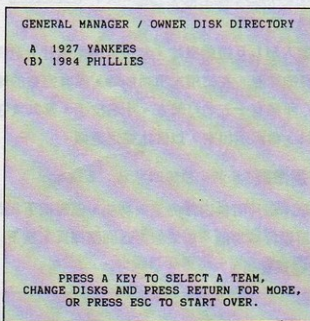 GENERAL MANAGER / OWNER DISK DIRECTORY
A 1927 YANKEES
(B) 1984 PHILLIES
PRESS A KEY TO SELECT A TEAM,
CHANGE DISKS AND PRESS RETURN FOR MORE,
OR PRESS ESC TO START OVER.